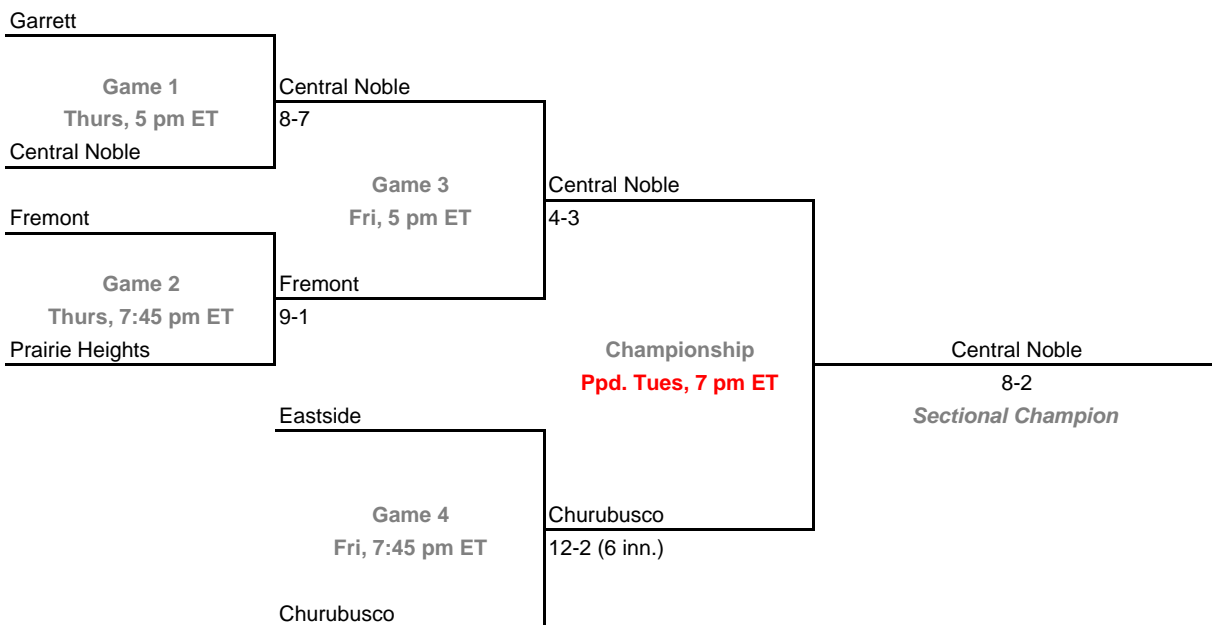 Garrett
Game 1
Central Noble
Thurs, 5 pm ET
8-7
Central Noble
Game 3
Central Noble
Fremont
Fri, 5 pm ET
4-3
Game 2
Fremont
Thurs, 7:45 pm ET
9-1
Prairie Heights
Championship
Central Noble
Ppd. Tues, 7 pm ET
8-2
Eastside
Sectional Champion
Game 4
Churubusco
Fri, 7:45 pm ET
12-2 (6 inn.)
Churubusco